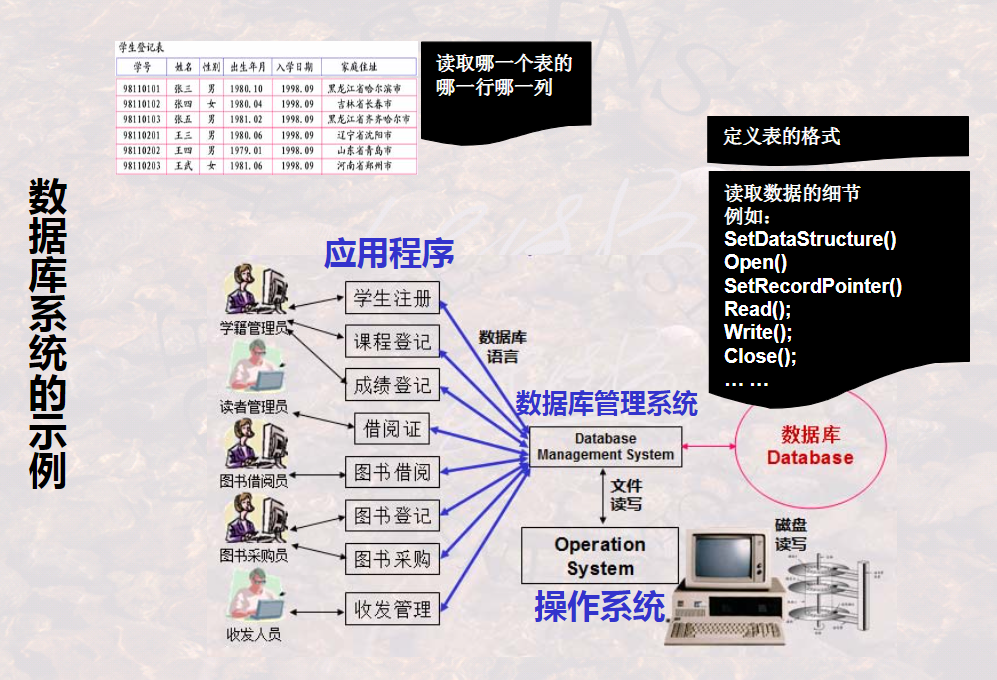 数据库系统的示例
学生登记表
学号 姓名 性别 出生年月 入学日期 家庭住址
98110101 张三 男 1980.10 1998.09 黑龙江省哈尔滨市
98110102 张四 女 1980.04 1998.09 吉林省长春市
98110103 张五 男 1981.02 1998.09 黑龙江省齐齐哈尔市
98110201 王三 男 1980.06 1998.09 辽宁省沈阳市
98110202 王四 男 1979.01 1998.09 山东省青岛市
98110203 王武 女 1981.06 1998.09 河南省郑州市
读取哪一个表的
哪一行哪一列
定义表的格式
读取数据的细节
例如：
SetDataStructure()
Open()
SetRecordPointer()
Read();
Write();
Close();
… …
应用程序
学籍管理员
读者管理员
图书借阅员
图书采购员
收发人员
学生注册
课程登记
成绩登记
借阅证
图书借阅
图书登记
图书采购
收发管理
数据库
语言
数据库管理系统
Database
Management System
数据库
Database
文件
读写
Operation
System
操作系统
磁盘
读写